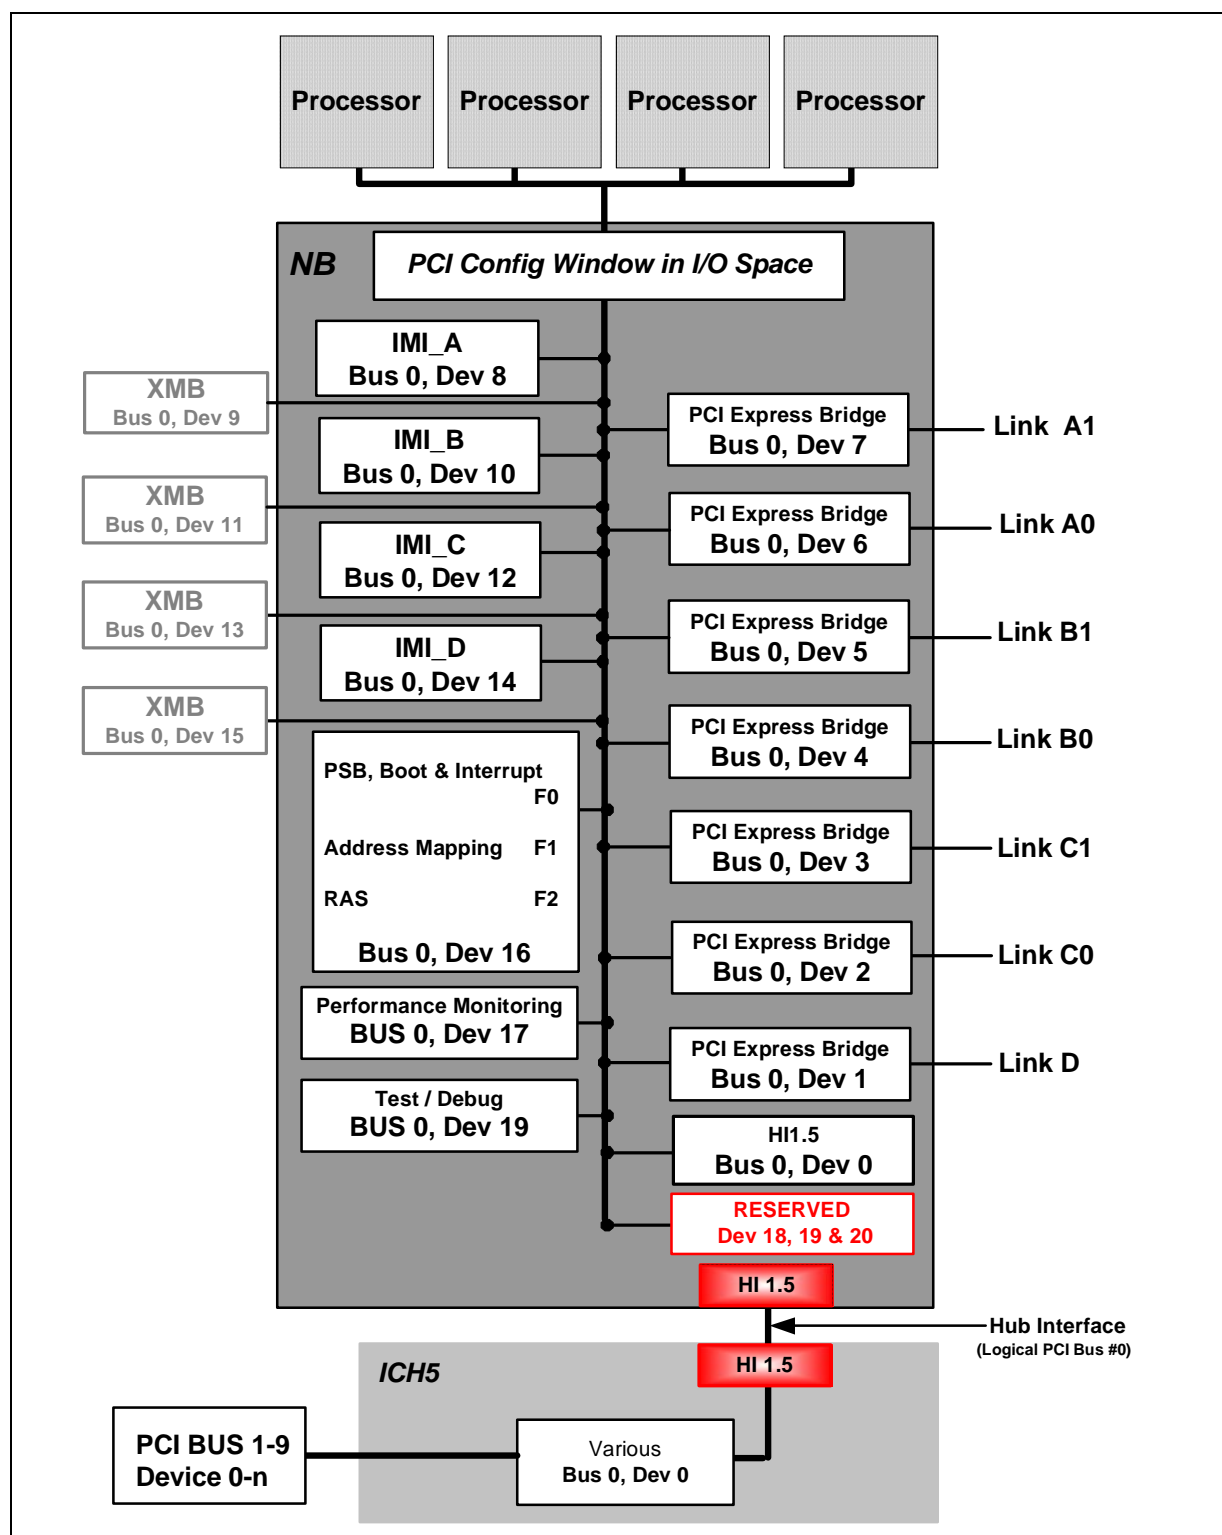 Processor
Processor
Processor
Processor
NB
PCI Config Window in I/O Space
IMI_A
Bus 0, Dev 8
XMB
Bus 0, Dev 9
IMI_B
Bus 0, Dev 10
XMB
Bus 0, Dev 11
IMI_C
Bus 0, Dev 12
XMB
Bus 0, Dev 13
IMI_D
Bus 0, Dev 14
XMB
Bus 0, Dev 15
PSB, Boot & Interrupt
F0
Address Mapping F1
RAS F2
Bus 0, Dev 16
Performance Monitoring
BUS 0, Dev 17
Test / Debug
BUS 0, Dev 19
PCI Express Bridge
Bus 0, Dev 7
Link A1
PCI Express Bridge
Bus 0, Dev 6
Link A0
PCI Express Bridge
Bus 0, Dev 5
Link B1
PCI Express Bridge
Bus 0, Dev 4
Link B0
PCI Express Bridge
Bus 0, Dev 3
Link C1
PCI Express Bridge
Bus 0, Dev 2
Link C0
PCI Express Bridge
Bus 0, Dev 1
Link D
HI1.5
Bus 0, Dev 0
RESERVED
Dev 18, 19 & 20
HI 1.5
Hub Interface
(Logical PCI Bus #0)
HI 1.5
ICH5
Various
Bus 0, Dev 0
PCI BUS 1-9
Device 0-n